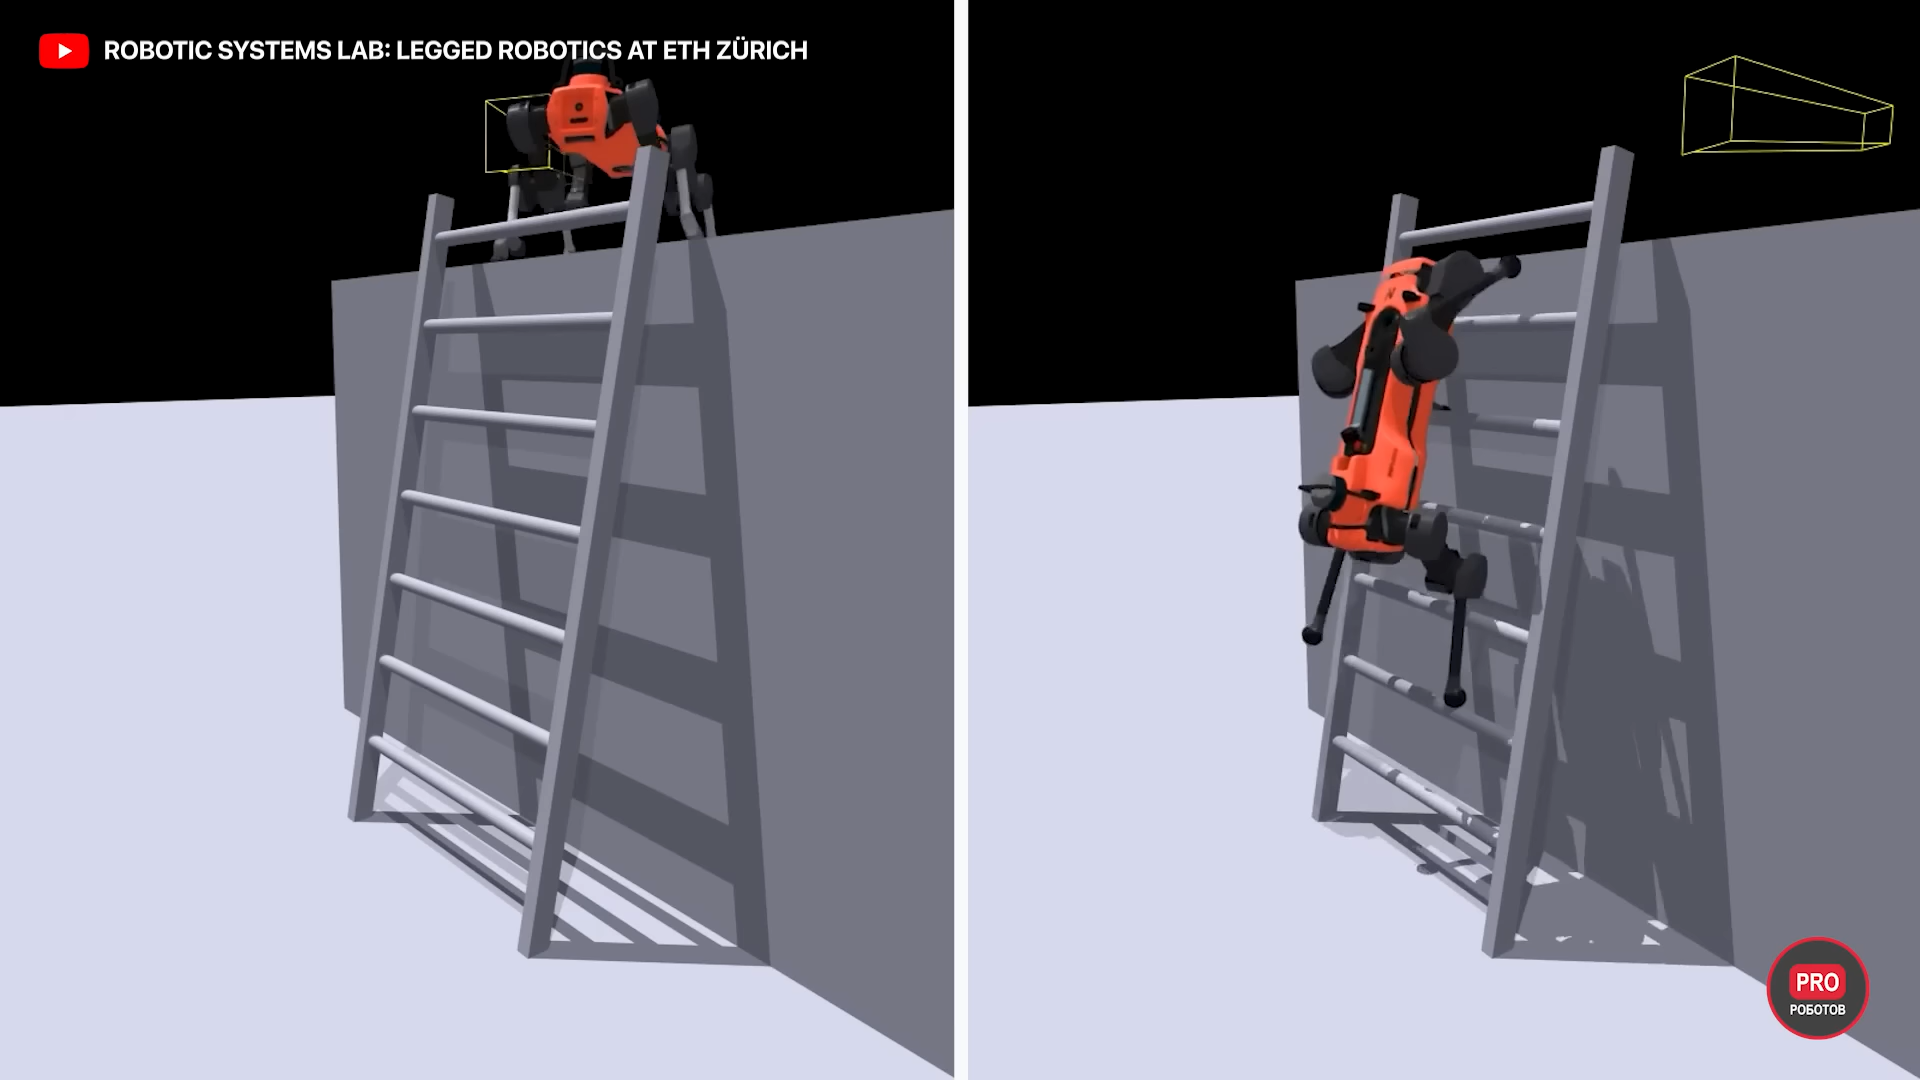 ROBOTIC SYSTEMS LAB: LEGGED ROBOTICS AT ETH ZÜRICH
PRO
РОБОТОВ